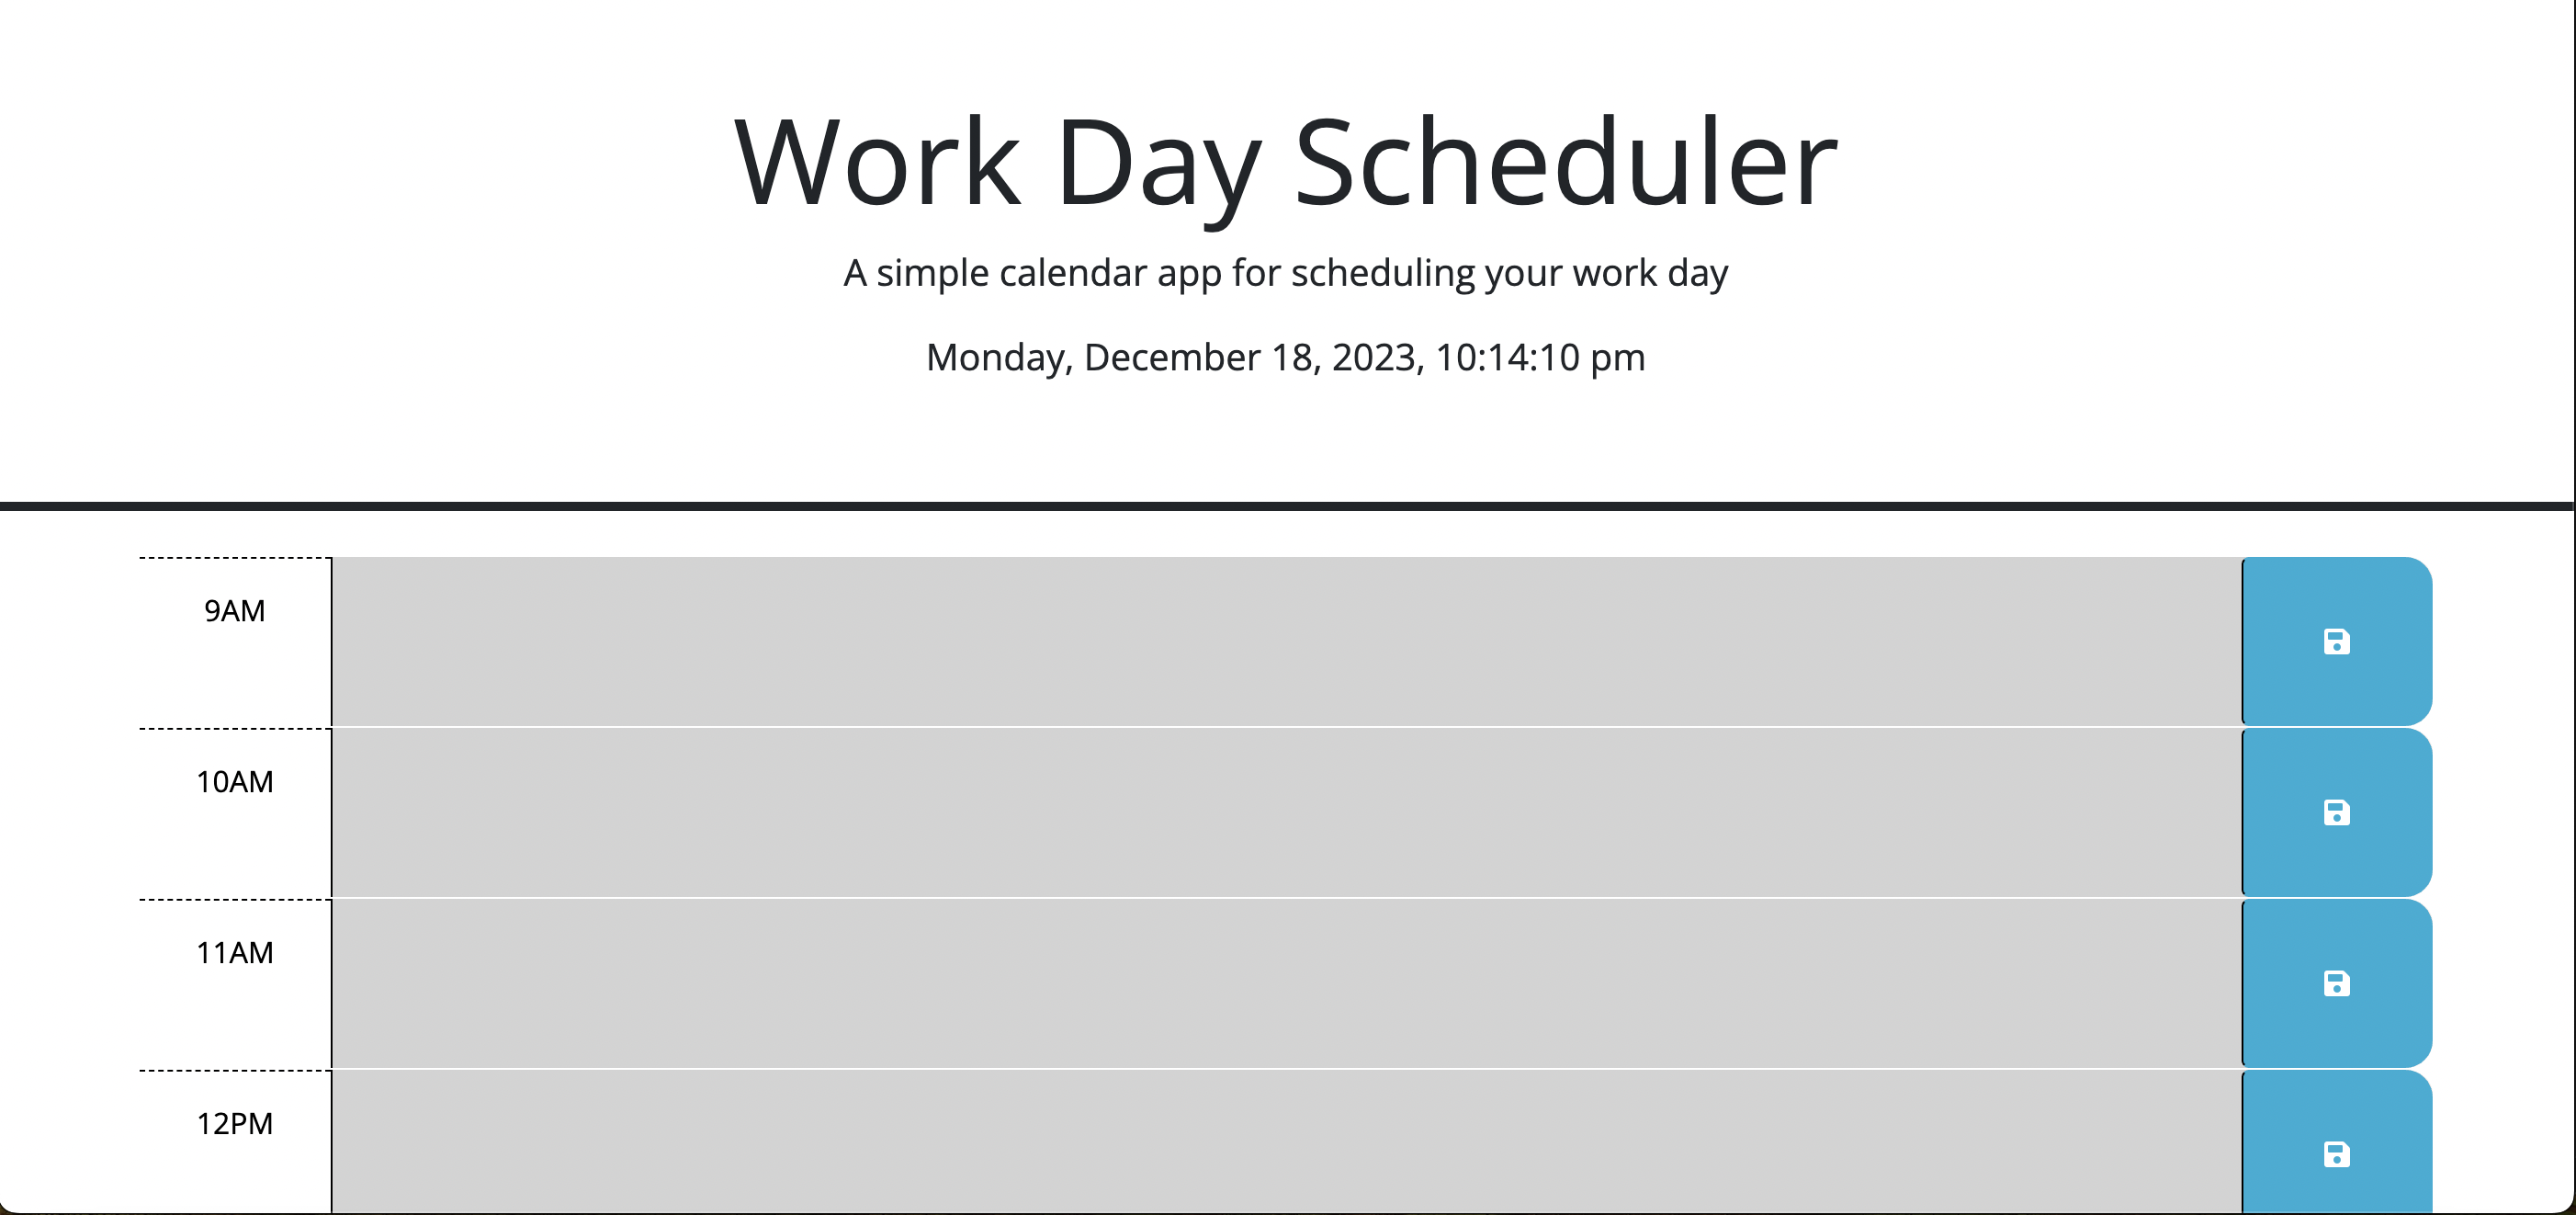 Work Day Scheduler
A simple calendar app for scheduling your work day
Monday, December 18, 2023, 10:14:10 pm
9AM
10AM
11AM
12PM